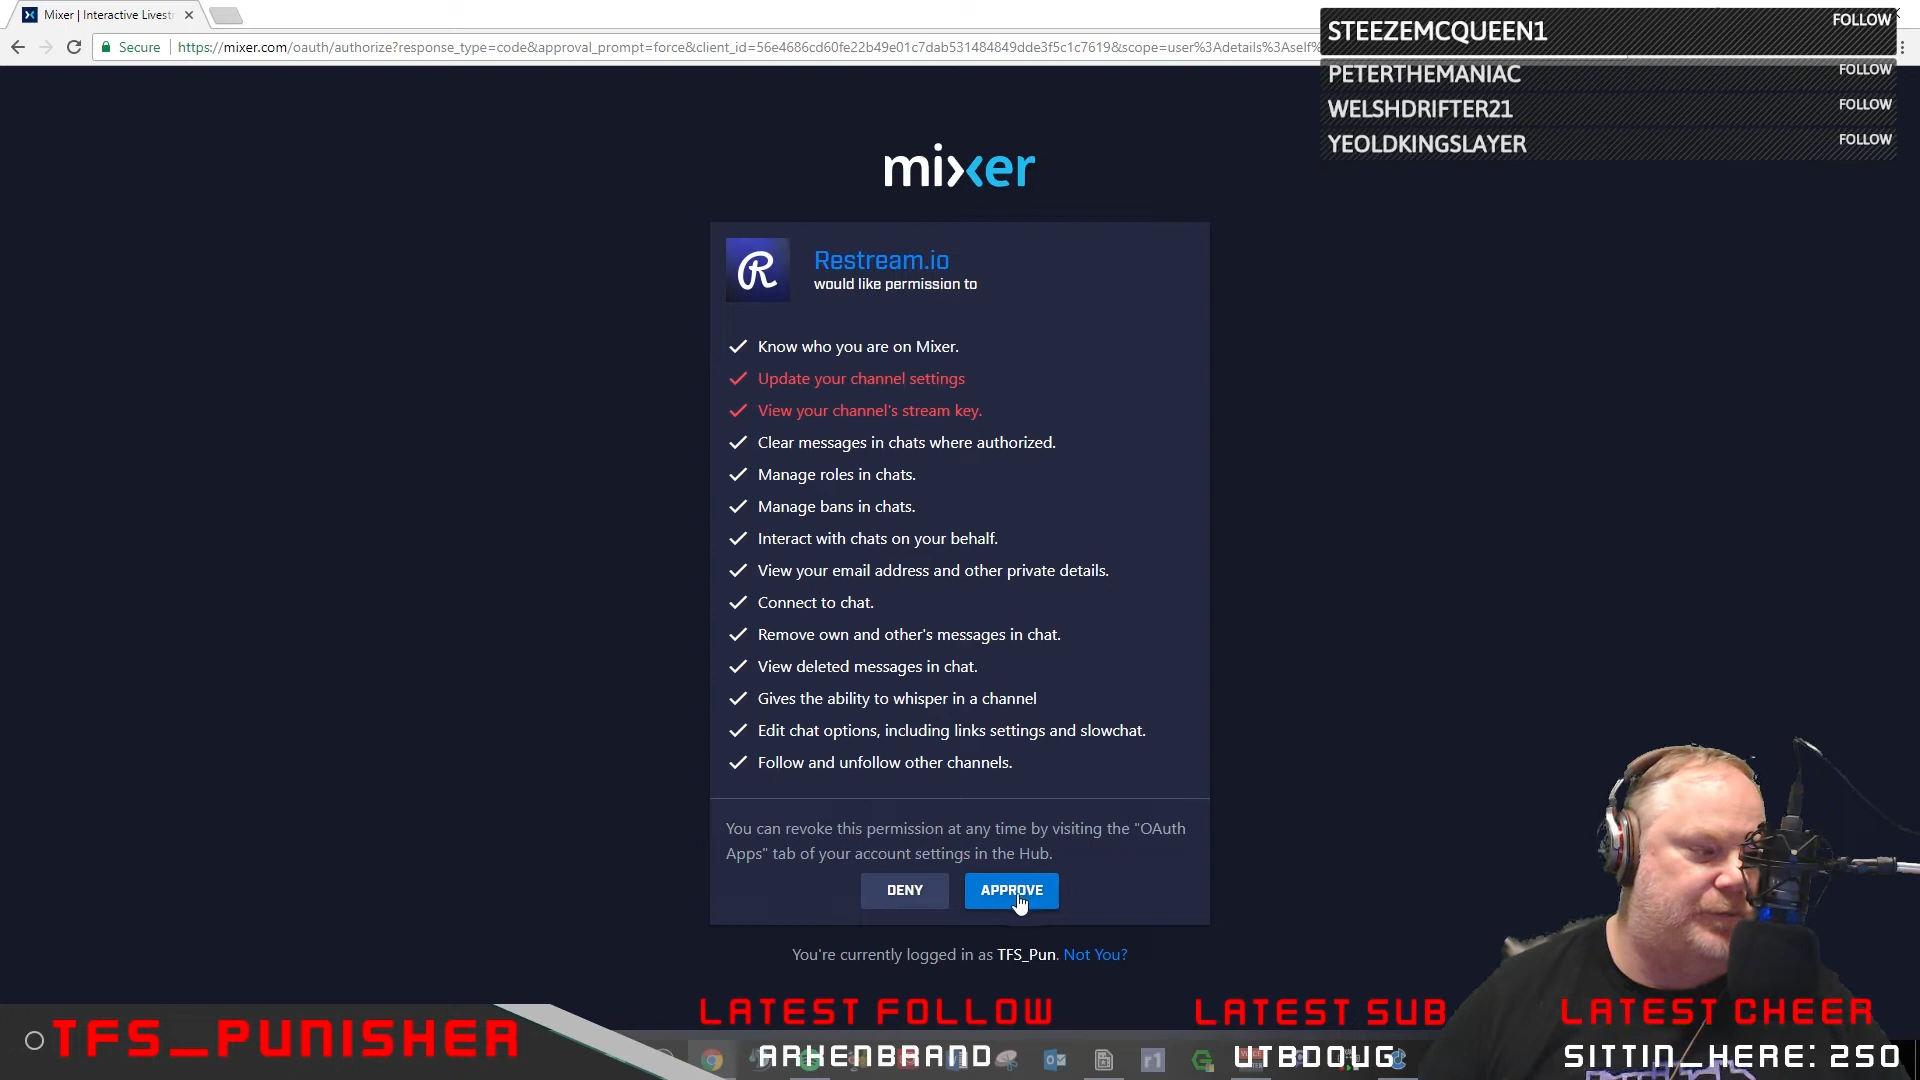 Mixer | Interactive Livest
Secure
https://mixer.com/oauth/authorize?response_type=code&approval_prompt=force&client_id=56e4686cd60fe22b49e01c7dab531484849dde3f5c1c7619&scope=user%3Adetails%3Aself%
STEEZEMCQUEEN1 FOLLOW
PETERTHEMANIAC FOLLOW
WELSHDRIFTER21 FOLLOW
YEOLDKINGSLAYER FOLLOW
mixer
R
Restream.io
would like permission to
Know who you are on Mixer.
Update your channel settings
View your channel's stream key.
Clear messages in chats where authorized.
Manage roles in chats.
Manage bans in chats.
Interact with chats on your behalf.
View your email address and other private details.
Connect to chat.
Remove own and other's messages in chat.
View deleted messages in chat.
Gives the ability to whisper in a channel
Edit chat options, including links settings and slowchat.
Follow and unfollow other channels.
You can revoke this permission at any time by visiting the "OAuth
Apps" tab of your account settings in the Hub.
DENY APPROVE
You're currently logged in as TFS_Pun. Not You?
TFS_PUNISHER
LATEST FOLLOW LATEST SUB LATEST CHEER
ARKENBRAND UTBDOUG SITTIN_HERE: 250
r1